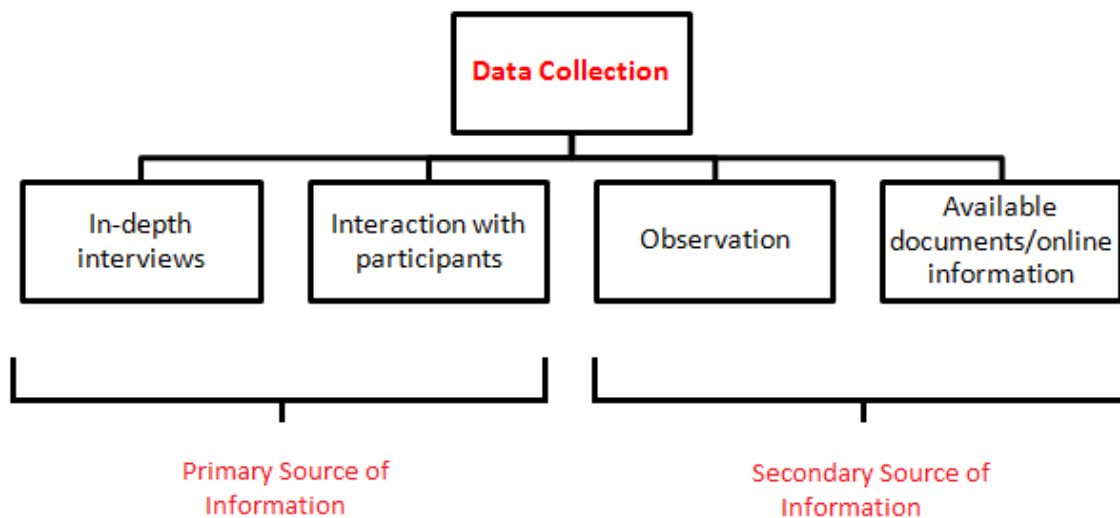 Data Collection
In-depth
interviews
Interaction with
participants
Observation
Available
documents/online
information
Primary Source of
Information
Secondary Source of
Information